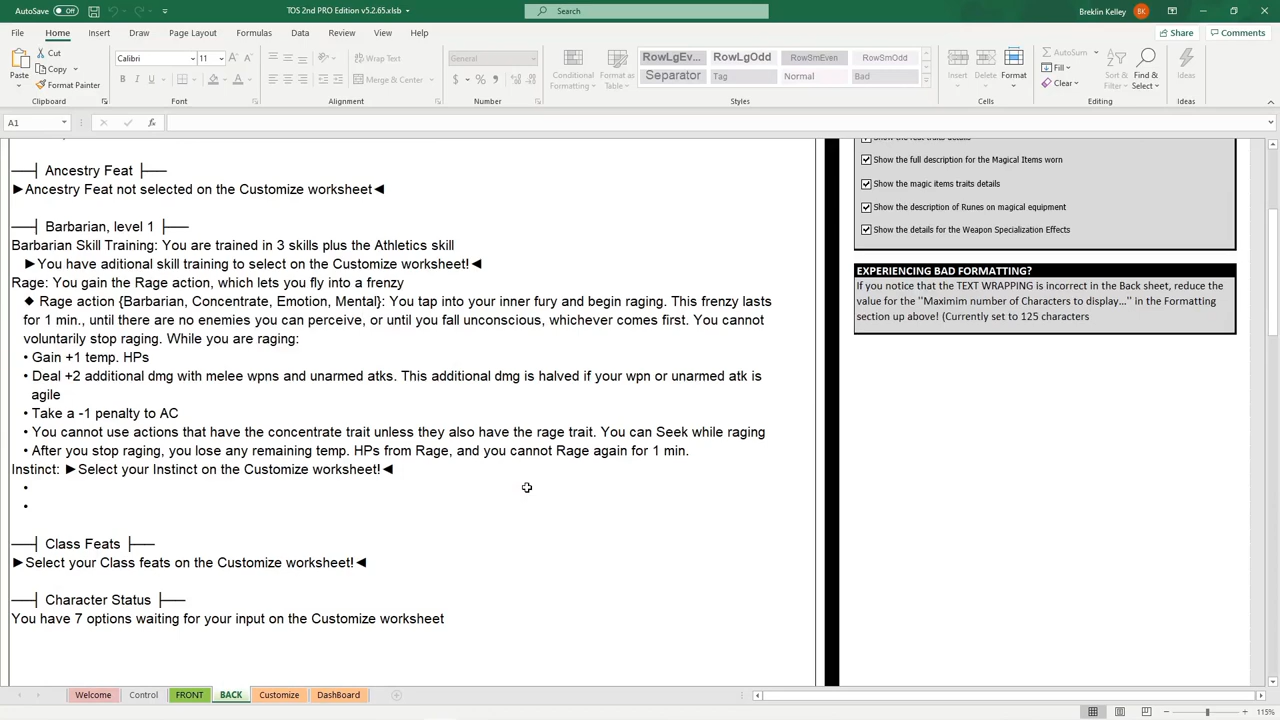 AutoSave Off TOS 2nd PRO Edition v5.2.65.xlsb Search Breklin Kelley BK
File Home Insert Draw Page Layout Formulas Data Review View Help Share Comments
Paste Cut Copy Format Painter
Calibri 11 A A B I U A
Merge & Center
General $ % ,
Conditional Formatting Format as Table
RowLgEv... RowLgOdd RowSmEven RowSmOdd
Separator Normal Tag Bad
Insert Delete Format
AutoSum Fill Clear Sort & Filter Find & Select Ideas
Clipboard Font Alignment Number Styles Cells Editing Ideas
A1 fx
──┤ Ancestry Feat ├──
►Ancestry Feat not selected on the Customize worksheet◄
──┤ Barbarian, level 1 ├──
Barbarian Skill Training: You are trained in 3 skills plus the Athletics skill
►You have aditional skill training to select on the Customize worksheet!◄
Rage: You gain the Rage action, which lets you fly into a frenzy
◆ Rage action {Barbarian, Concentrate, Emotion, Mental}: You tap into your inner fury and begin raging. This frenzy lasts
for 1 min., until there are no enemies you can perceive, or until you fall unconscious, whichever comes first. You cannot
voluntarily stop raging. While you are raging:
• Gain +1 temp. HPs
• Deal +2 additional dmg with melee wpns and unarmed atks. This additional dmg is halved if your wpn or unarmed atk is
agile
• Take a -1 penalty to AC
• You cannot use actions that have the concentrate trait unless they also have the rage trait. You can Seek while raging
• After you stop raging, you lose any remaining temp. HPs from Rage, and you cannot Rage again for 1 min.
Instinct: ►Select your Instinct on the Customize worksheet!◄
•
•
──┤ Class Feats ├──
►Select your Class feats on the Customize worksheet!◄
──┤ Character Status ├──
You have 7 options waiting for your input on the Customize worksheet
Show the feat traits details
Show the full description for the Magical Items worn
Show the magic items traits details
Show the description of Runes on magical equipment
Show the details for the Weapon Specialization Effects
EXPERIENCING BAD FORMATTING?
If you notice that the TEXT WRAPPING is incorrect in the Back sheet, reduce the
value for the "Maximim number of Characters to display..." in the Formatting
section up above! (Currently set to 125 characters
Welcome Control FRONT BACK Customize DashBoard
115%